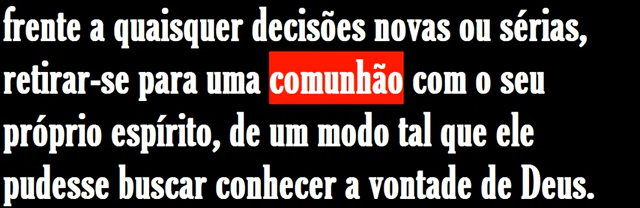 frente a quaisquer decisões novas ou sérias,
retirar-se para uma comunhão com o seu
próprio espírito, de um modo tal que ele
pudesse buscar conhecer a vontade de Deus.